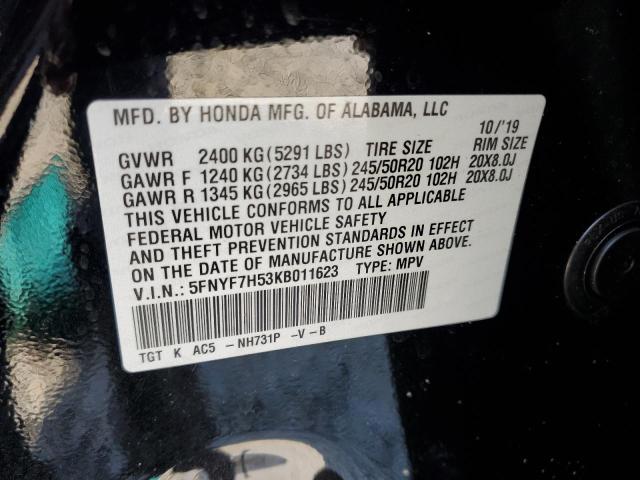 MFD. BY HONDA MFG. OF ALABAMA, LLC
10/'19
GVWR 2400 KG(5291 LBS) TIRE SIZE RIM SIZE
GAWR F 1240 KG(2734 LBS) 245/50R20 102H 20X8.0J
GAWR R 1345 KG(2965 LBS) 245/50R20 102H 20X8.0J
THIS VEHICLE CONFORMS TO ALL APPLICABLE
FEDERAL MOTOR VEHICLE SAFETY
AND THEFT PREVENTION STANDARDS IN EFFECT
ON THE DATE OF MANUFACTURE SHOWN ABOVE.
V.I.N.: 5FNYF7H53KB011623 TYPE: MPV
TGT K AC5 - NH731P -V-B